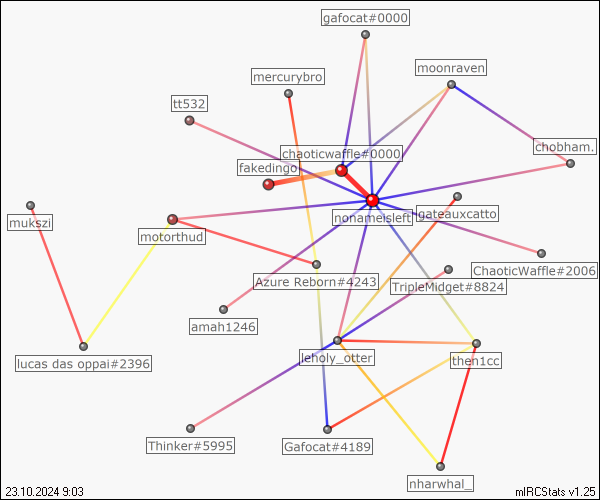 gafocat#0000
moonraven
mercurybro
tt532
chobham.
chaoticwaffle#0000
fakedingo
mukszi
nonameisleft
gateauxcatto
motorthud
Azure Reborn#4243
ChaoticWaffle#2006
TripleMidget#8824
amah1246
lucas das oppai#2396
leholy_otter
then1cc
Thinker#5995
Gafocat#4189
nharwhal_
23.10.2024 9:03
mIRCStats v1.25